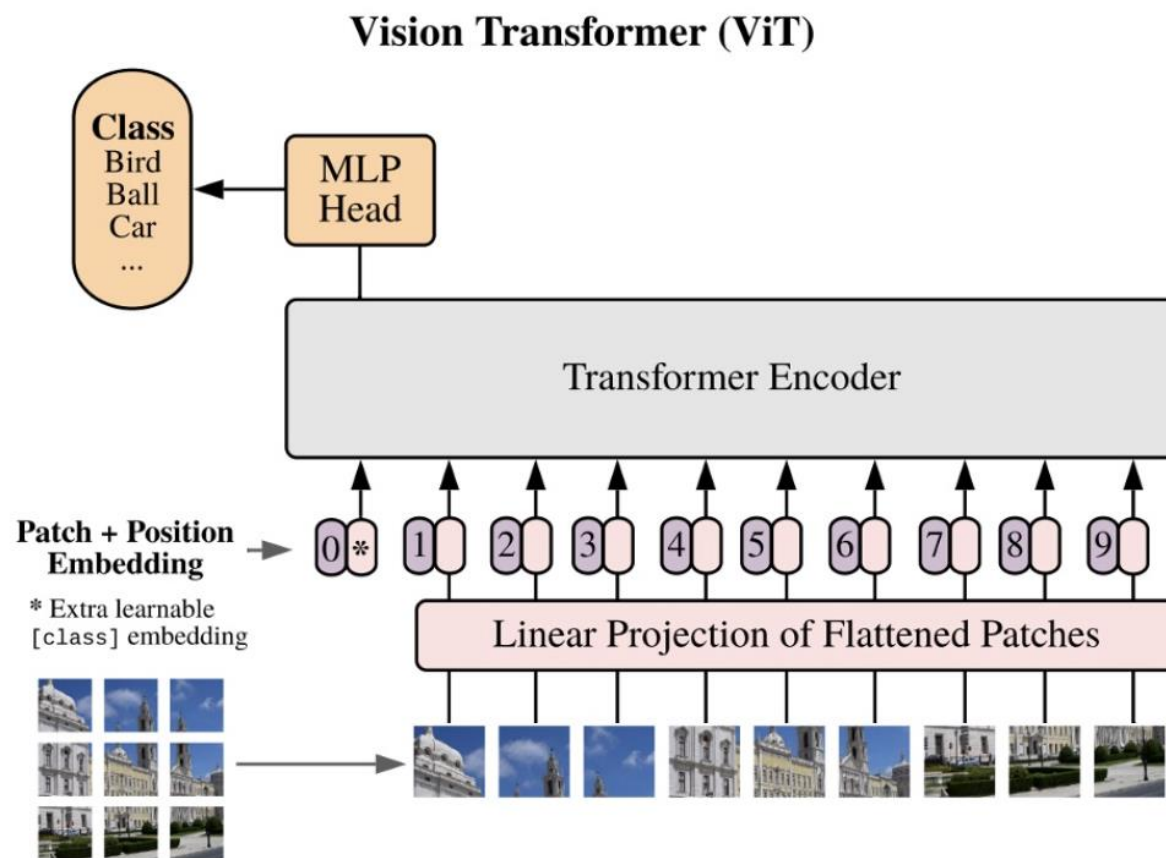 Vision Transformer (ViT)
Class
Bird
Ball
Car
...
MLP
Head
Transformer Encoder
Patch + Position
Embedding
0 * 1 2 3 4 5 6 7 8 9
* Extra learnable
[class] embedding
Linear Projection of Flattened Patches